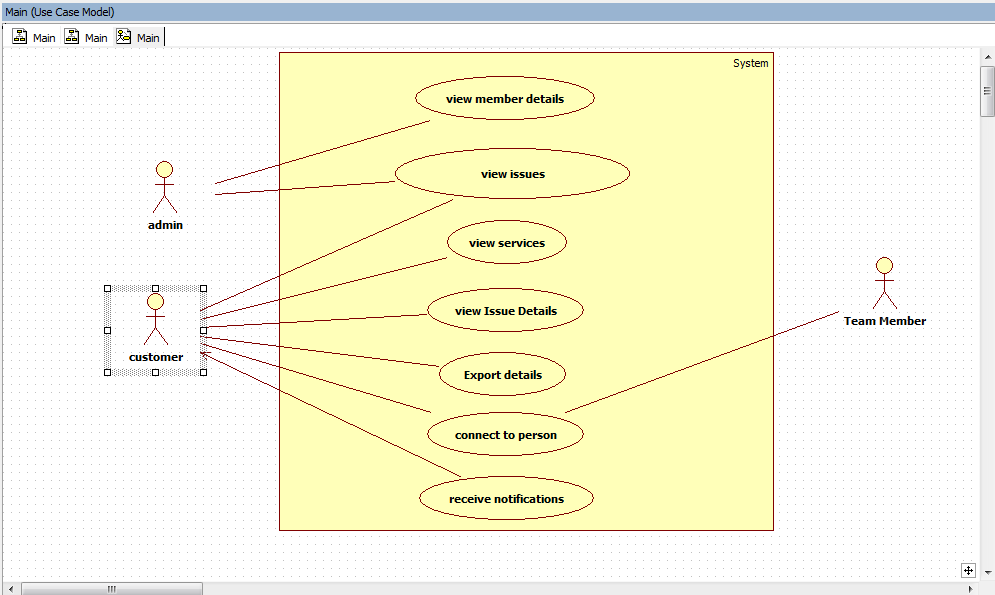 Main (Use Case Model)
Main
Main
Main
System
view member details
view issues
admin
view services
view Issue Details
Team Member
customer
Export details
connect to person
receive notifications